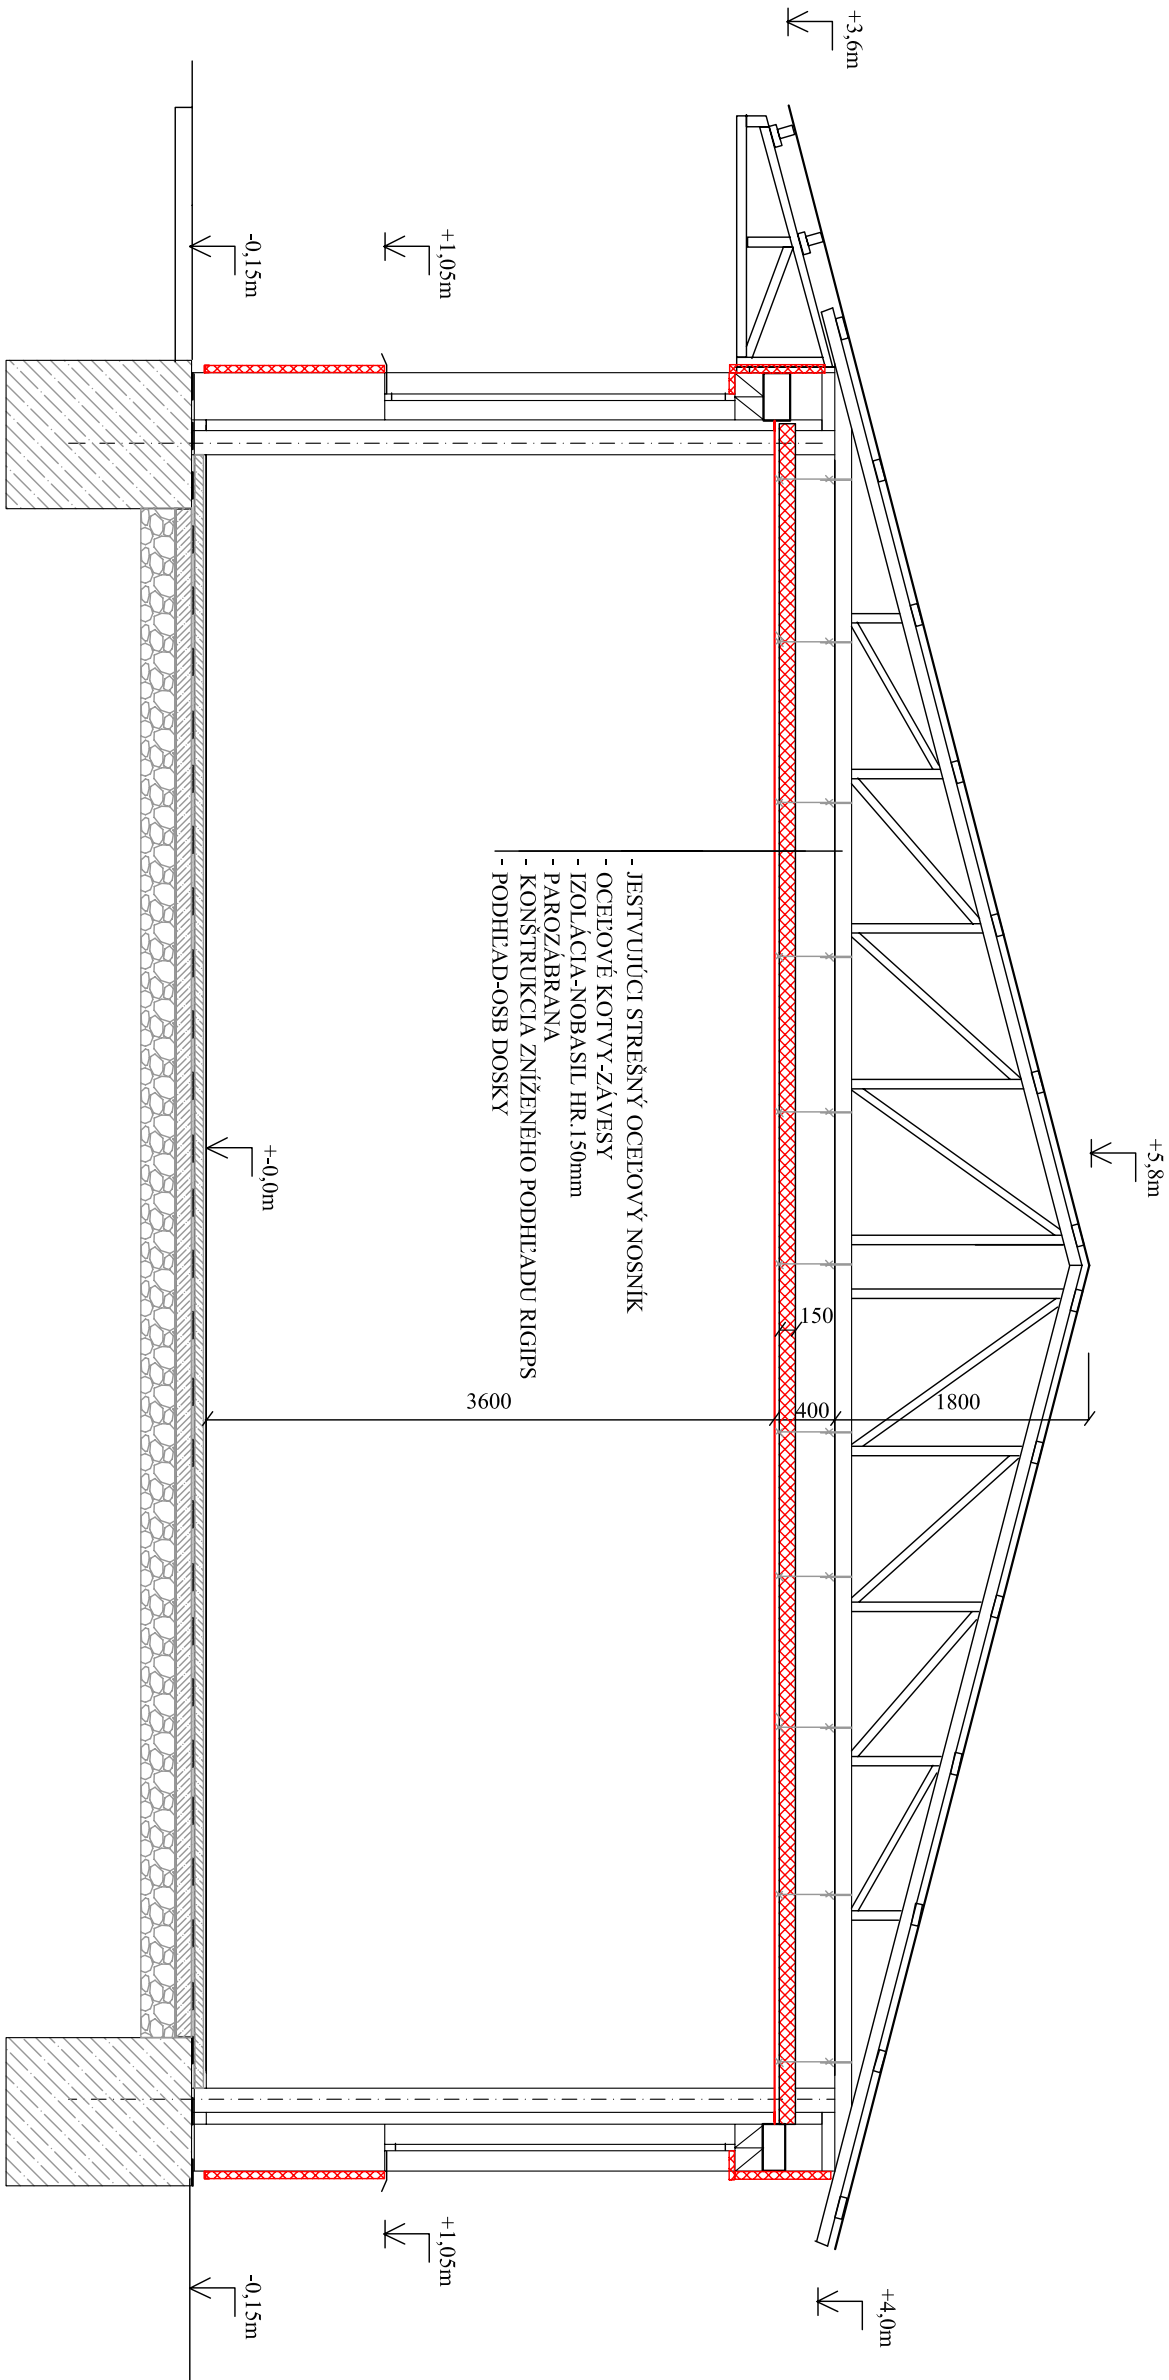 +5,8m
+3,6m
+4,0m
1800
400
150
3600
- JESTVUJÚCI STREŠNÝ OCEĽOVÝ NOSNÍK
- OCEĽOVÉ KOTVY-ZÁVESY
- IZOLÁCIA-NOBASIL HR.150mm
- PAROZÁBRANA
- KONŠTRUKCIA ZNÍŽENÉHO PODHĽADU RIGIPS
- PODHĽAD-OSB DOSKY
+1,05m
+1,05m
-0,15m
+-0,0m
-0,15m